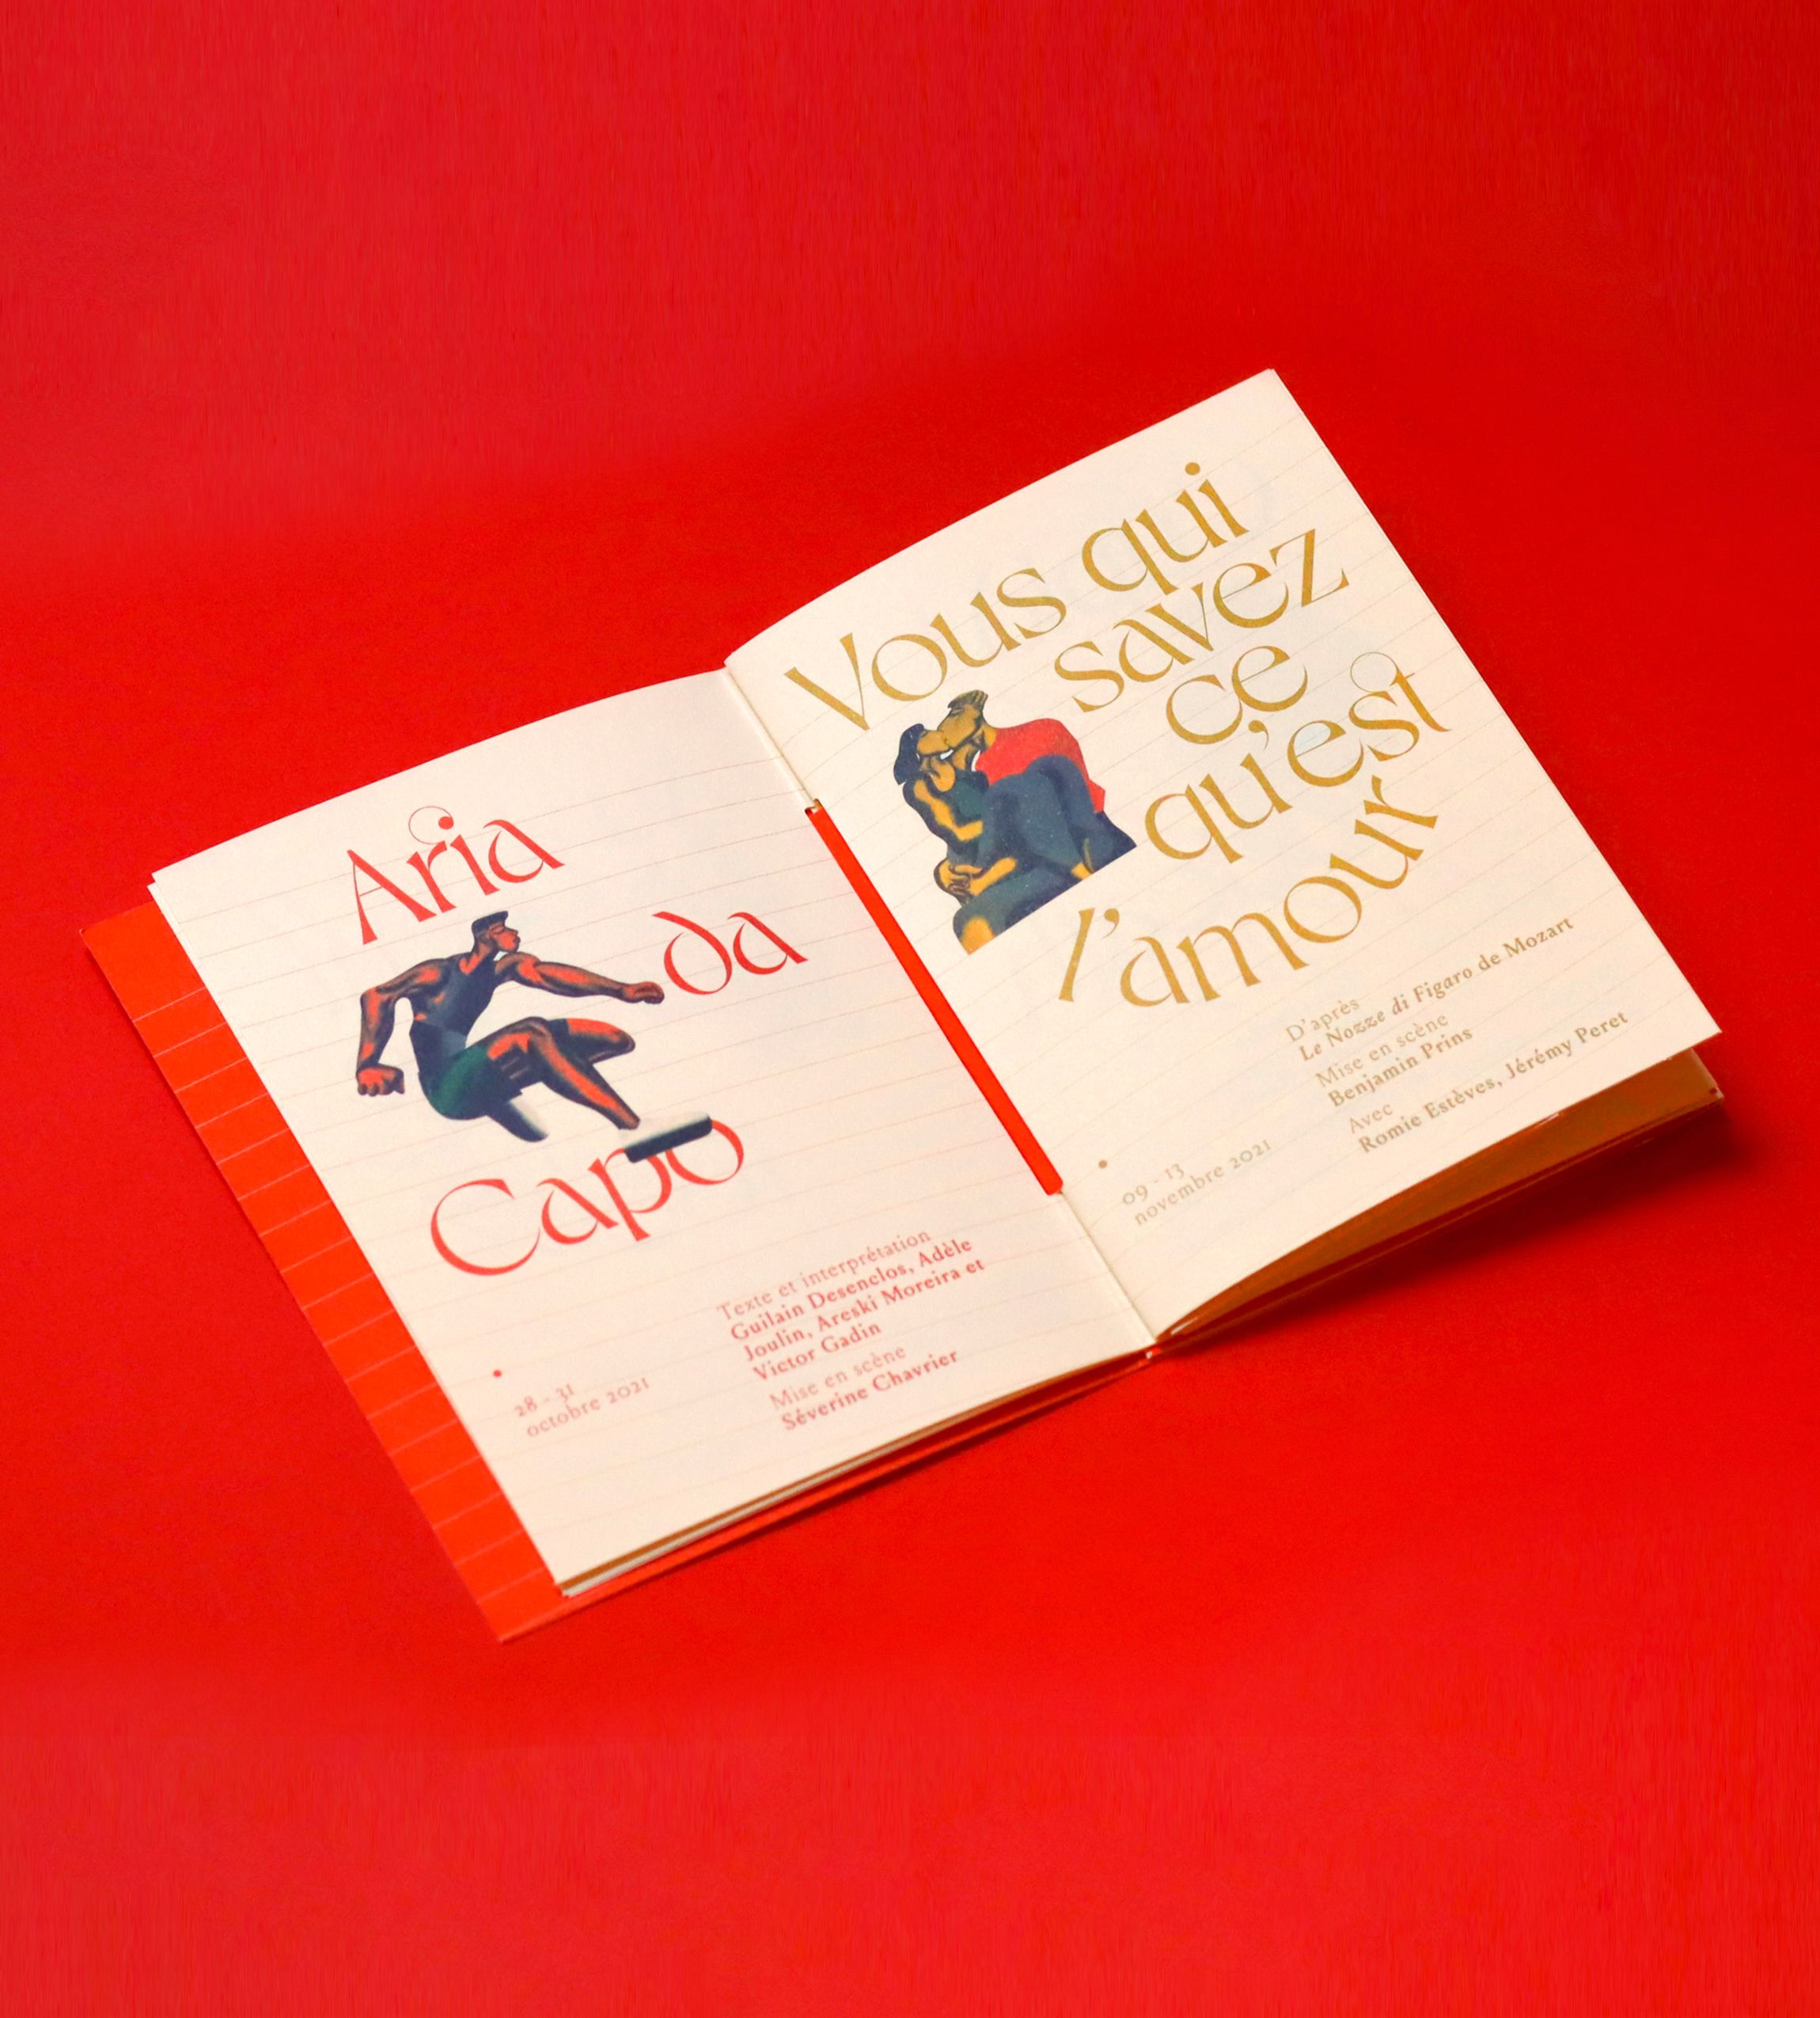 Aria
da
Capo
Texte et interprétation
Guilain Desenclos, Adèle
Joulin, Areski Moreira et
Victor Gadin
Mise en scène
Séverine Chavrier
28 - 31
octobre 2021
Vous qui
savez
ce
qu'est
l'amour
D'après
Le Nozze di Figaro de Mozart
Mise en scène
Benjamin Prins
Avec
Romie Estèves, Jérémy Peret
09 - 13
novembre 2021